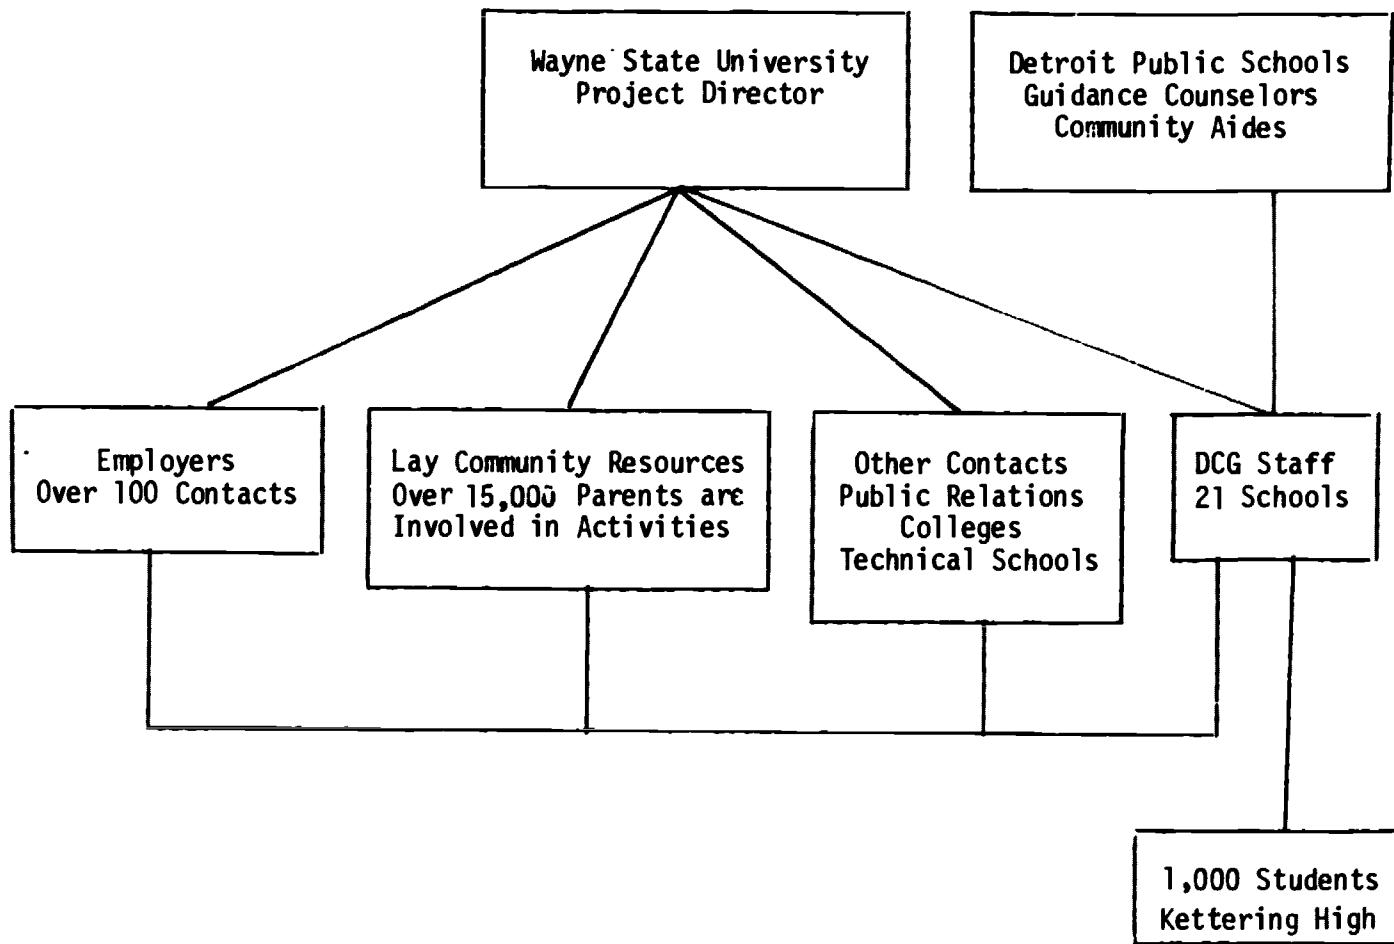 Wayne State University
Project Director
Detroit Public Schools
Guidance Counselors
Community Aides
Employers
Over 100 Contacts
Lay Community Resources
Over 15,000 Parents are
Involved in Activities
Other Contacts
Public Relations
Colleges
Technical Schools
DCG Staff
21 Schools
1,000 Students
Kettering High